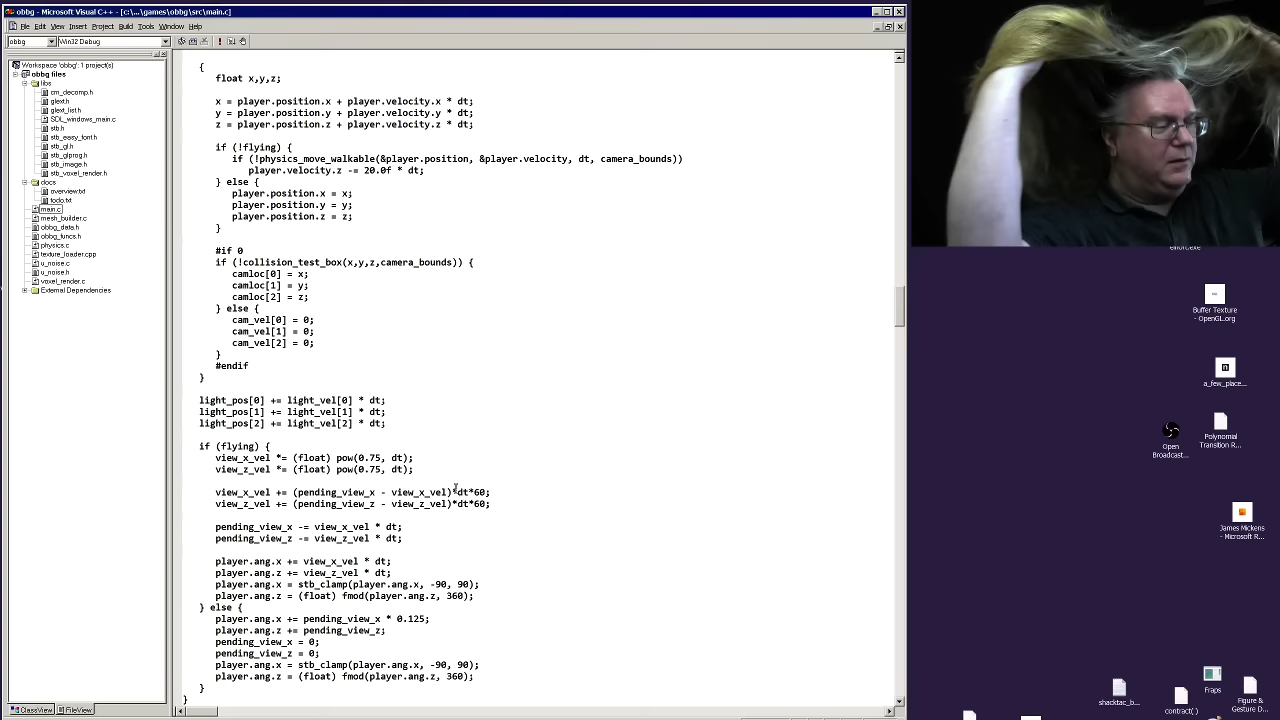 obbg - Microsoft Visual C++ - [c:\...\games\obbg\src\main.c]
File Edit View Insert Project Build Tools Window Help
obbg Win32 Debug
Workspace 'obbg': 1 project(s)
obbg files
libs
cm_decomp.h
glext.h
glext_list.h
SDL_windows_main.c
stb.h
stb_easy_font.h
stb_gl.h
stb_glprog.h
stb_image.h
stb_voxel_render.h
docs
overview.txt
todo.txt
main.c
mesh_builder.c
obbg_data.h
obbg_funcs.h
physics.c
texture_loader.cpp
u_noise.c
u_noise.h
voxel_render.c
External Dependencies
ClassView FileView
{
float x,y,z;
x = player.position.x + player.velocity.x * dt;
y = player.position.y + player.velocity.y * dt;
z = player.position.z + player.velocity.z * dt;
if (!flying) {
if (!physics_move_walkable(&player.position, &player.velocity, dt, camera_bounds))
player.velocity.z -= 20.0f * dt;
} else {
player.position.x = x;
player.position.y = y;
player.position.z = z;
}
#if 0
if (!collision_test_box(x,y,z,camera_bounds)) {
camloc[0] = x;
camloc[1] = y;
camloc[2] = z;
} else {
cam_vel[0] = 0;
cam_vel[1] = 0;
cam_vel[2] = 0;
}
#endif
}
light_pos[0] += light_vel[0] * dt;
light_pos[1] += light_vel[1] * dt;
light_pos[2] += light_vel[2] * dt;
if (flying) {
view_x_vel *= (float) pow(0.75, dt);
view_z_vel *= (float) pow(0.75, dt);
view_x_vel += (pending_view_x - view_x_vel)*dt*60;
view_z_vel += (pending_view_z - view_z_vel)*dt*60;
pending_view_x -= view_x_vel * dt;
pending_view_z -= view_z_vel * dt;
player.ang.x += view_x_vel * dt;
player.ang.z += view_z_vel * dt;
player.ang.x = stb_clamp(player.ang.x, -90, 90);
player.ang.z = (float) fmod(player.ang.z, 360);
} else {
player.ang.x += pending_view_x * 0.125;
player.ang.z += pending_view_z;
pending_view_x = 0;
pending_view_z = 0;
player.ang.x = stb_clamp(player.ang.x, -90, 90);
player.ang.z = (float) fmod(player.ang.z, 360);
}
}
Buffer Texture
- OpenGL.org
a_few_place...
Open
Broadcast...
Polynomial
Transition R...
James Mickens
- Microsoft R...
Fraps
shacktac_b...
contract( )
Figure &
Gesture D...